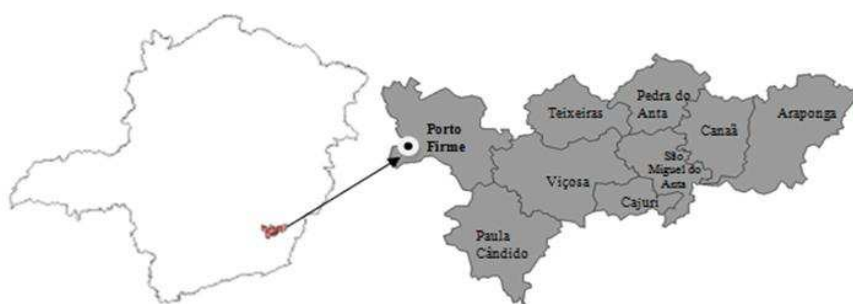 Porto
Firme
Teixeiras
Pedra do
Anta
Canaã
Araponga
São
Miguel do
Anta
Viçosa
Cajuri
Paula
Cândido